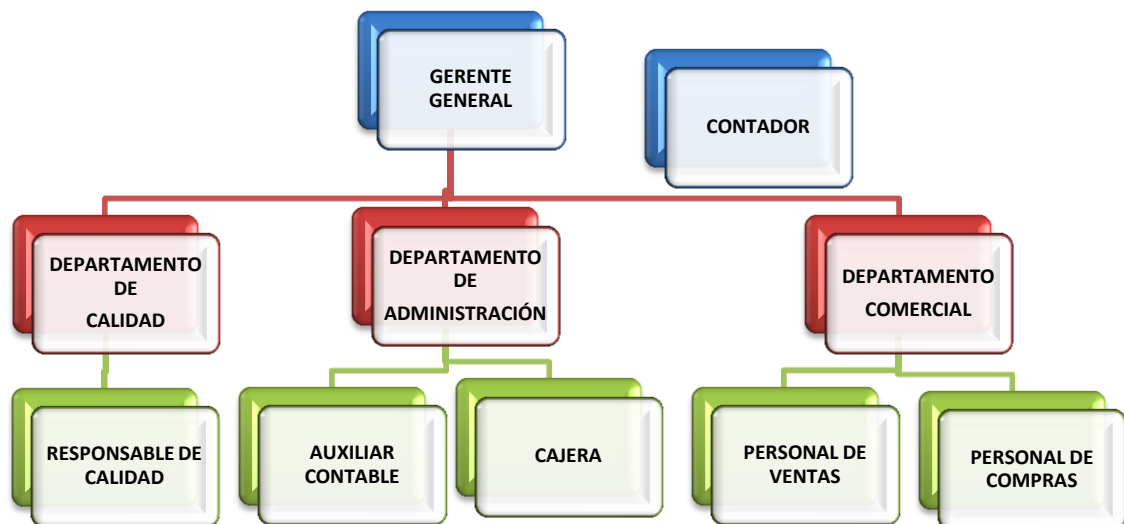 GERENTE
GENERAL
CONTADOR
DEPARTAMENTO
DE
CALIDAD
DEPARTAMENTO
DE
ADMINISTRACIÓN
DEPARTAMENTO
COMERCIAL
RESPONSABLE DE
CALIDAD
AUXILIAR
CONTABLE
CAJERA
PERSONAL DE
VENTAS
PERSONAL DE
COMPRAS